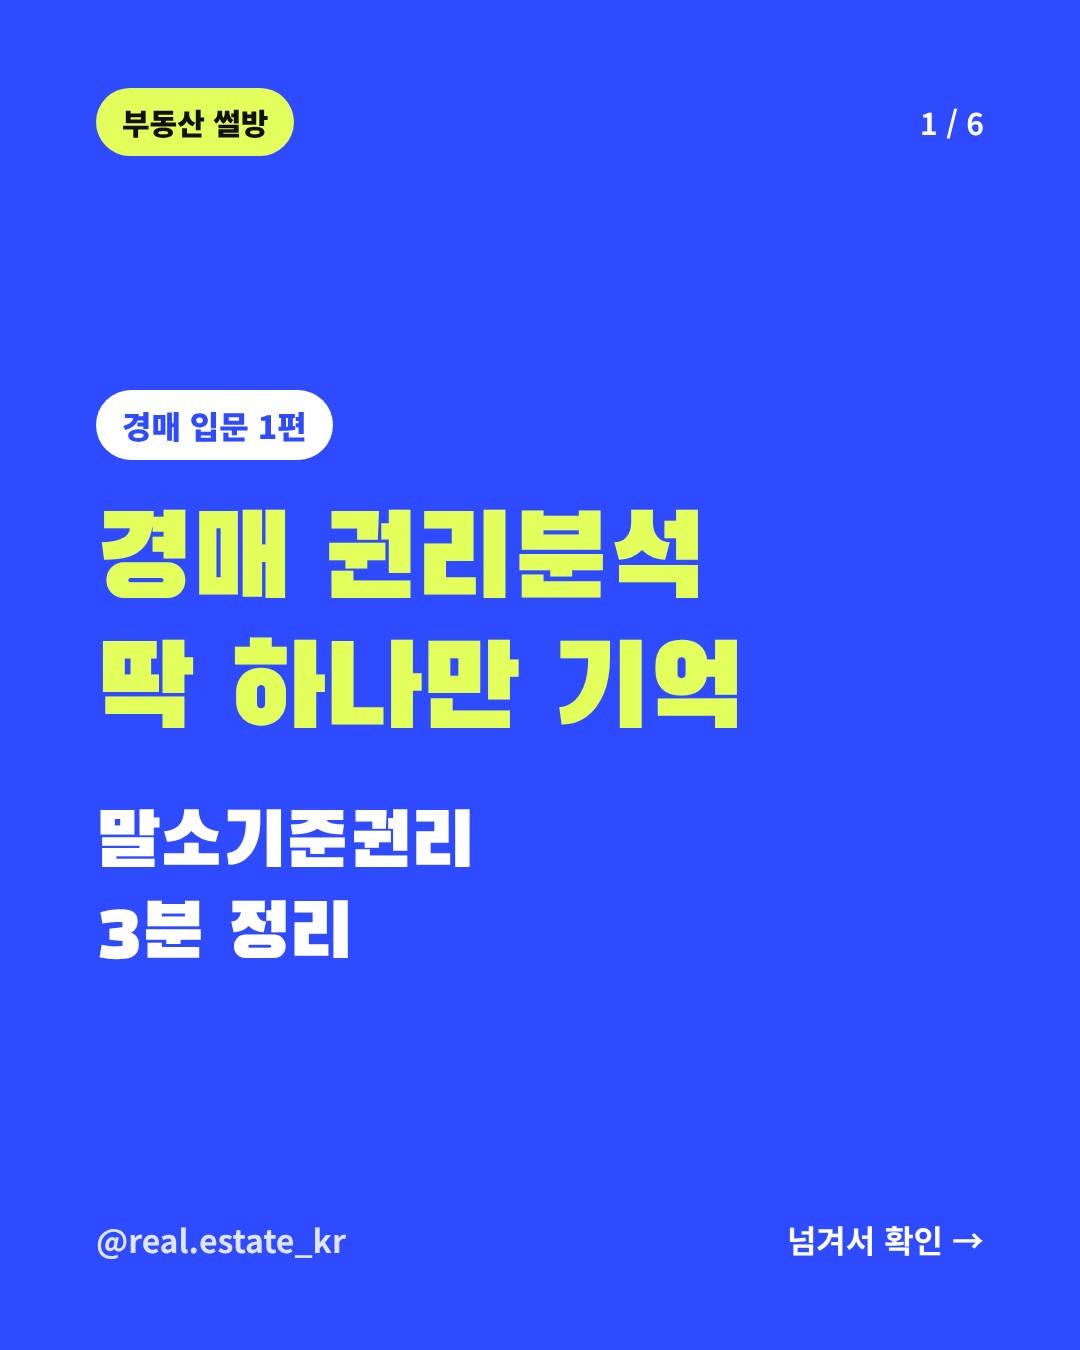 부동산 썰방
1 / 6
경매 입문 1편
경매 권리분석
딱 하나만 기억
말소기준권리
3분 정리
@real.estate_kr
넘겨서 확인 →